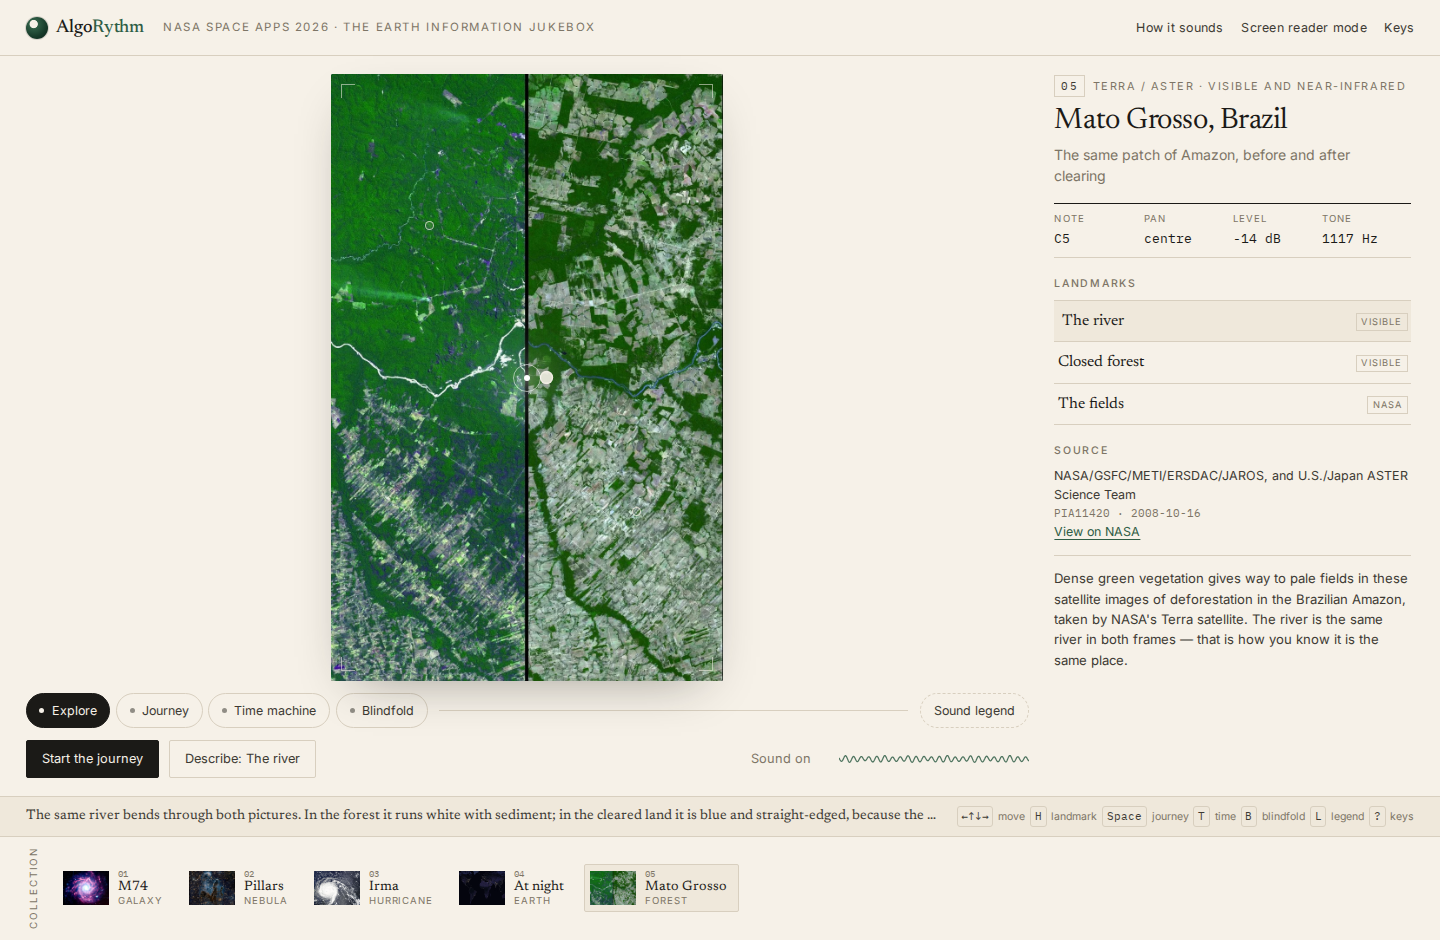 AlgoRythm
NASA SPACE APPS 2026 · THE EARTH INFORMATION JUKEBOX
How it sounds
Screen reader mode
Keys
05 TERRA / ASTER · VISIBLE AND NEAR-INFRARED
Mato Grosso, Brazil
The same patch of Amazon, before and after
clearing
NOTE PAN LEVEL TONE
C5 centre -14 dB 1117 Hz
LANDMARKS
The river VISIBLE
Closed forest VISIBLE
The fields NASA
SOURCE
NASA/GSFC/METI/ERSDAC/JAROS, and U.S./Japan ASTER
Science Team
PIA11420 · 2008-10-16
View on NASA
Dense green vegetation gives way to pale fields in these
satellite images of deforestation in the Brazilian Amazon,
taken by NASA's Terra satellite. The river is the same
river in both frames — that is how you know it is the
same place.
Explore
Journey
Time machine
Blindfold
Sound legend
Start the journey
Describe: The river
Sound on
The same river bends through both pictures. In the forest it runs white with sediment; in the cleared land it is blue and straight-edged, because the ...
←↑↓→ move H landmark Space journey T time B blindfold L legend ? keys
COLLECTION
01
M74
GALAXY
02
Pillars
NEBULA
03
Irma
HURRICANE
04
At night
EARTH
05
Mato Grosso
FOREST